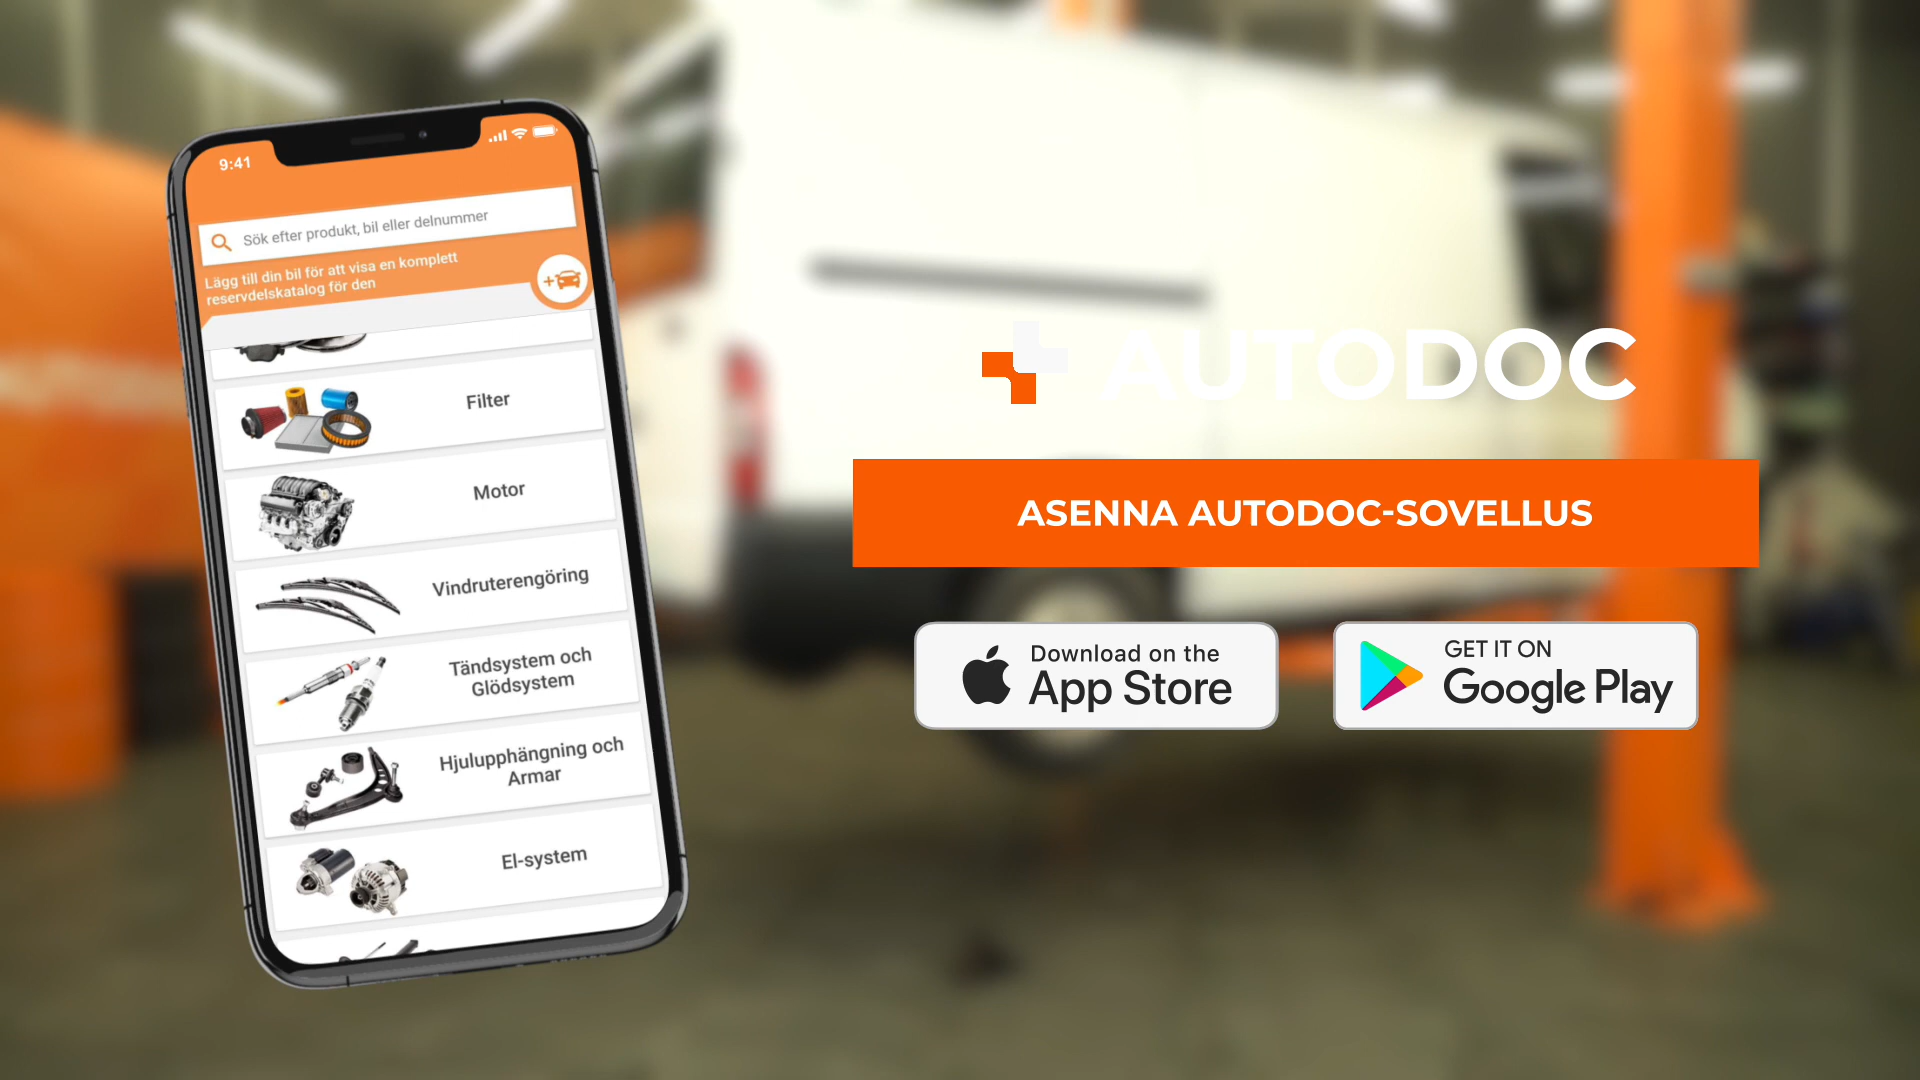 9:41
Sök efter produkt, bil eller delnummer
Lägg till din bil för att visa en komplett
reservdelskatalog för den
Filter
Motor
Vindruterengöring
Tändsystem och
Glödsystem
Hjulupphängning och
Armar
El-system
AUTODOC
ASENNA AUTODOC-SOVELLUS
Download on the
App Store
GET IT ON
Google Play